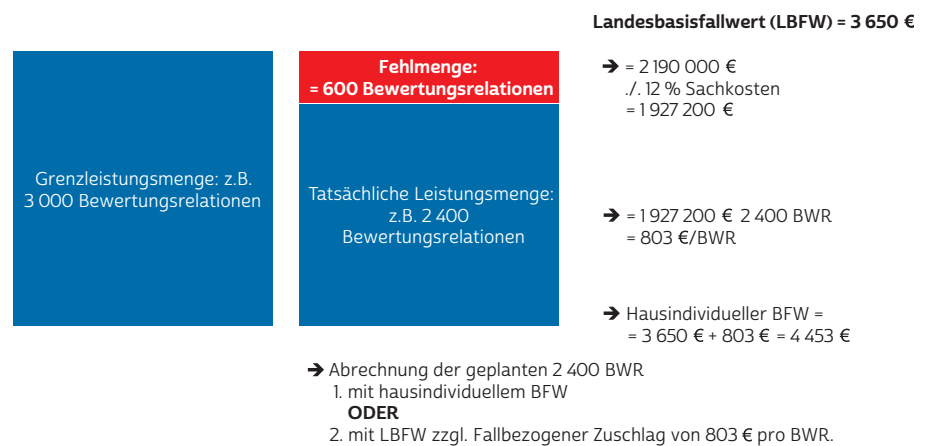 Landesbasisfallwert (LBFW) = 3 650 €
Grenzleistungsmenge: z.B.
3 000 Bewertungsrelationen
Fehlmenge:
= 600 Bewertungsrelationen
Tatsächliche Leistungsmenge:
z.B. 2 400
Bewertungsrelationen
➔ = 2 190 000 €
./. 12 % Sachkosten
= 1 927 200 €
➔ = 1 927 200 € 2 400 BWR
= 803 €/BWR
➔ Hausindividueller BFW =
= 3 650 € + 803 € = 4 453 €
➔ Abrechnung der geplanten 2 400 BWR
1. mit hausindividuellem BFW
ODER
2. mit LBFW zzgl. Fallbezogener Zuschlag von 803 € pro BWR.